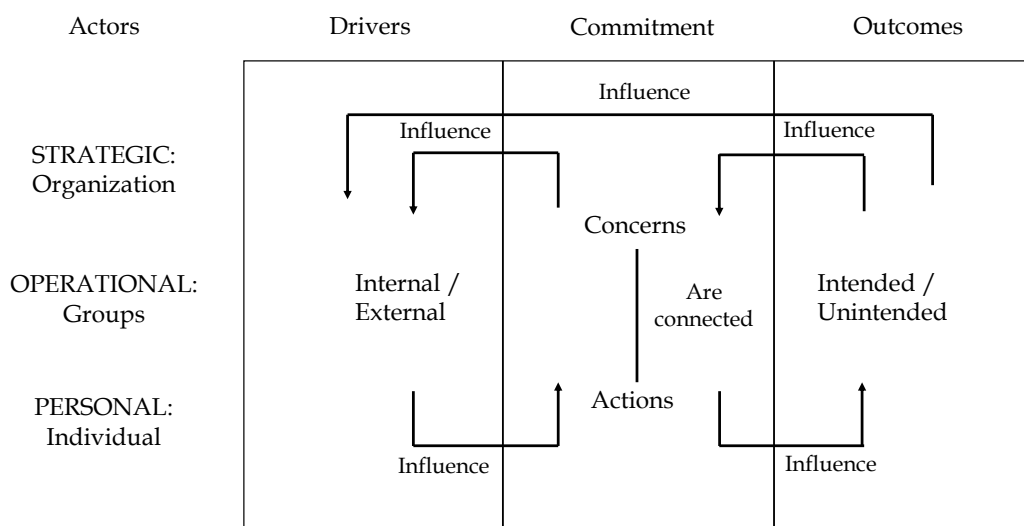 Actors
Drivers
Commitment
Outcomes
Influence
Influence
Influence
STRATEGIC:
Organization
Concerns
OPERATIONAL:
Groups
Internal /
External
Are
connected
Intended /
Unintended
PERSONAL:
Individual
Actions
Influence
Influence